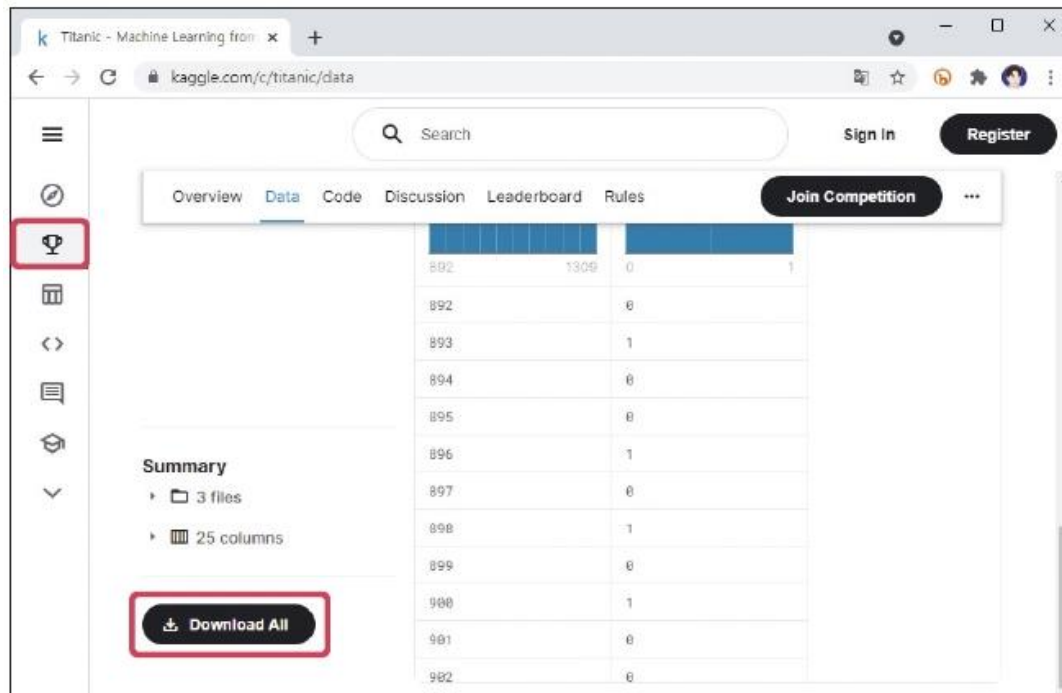 k Titanic - Machine Learning from
kaggle.com/c/titanic/data
Search
Sign In
Register
Overview Data Code Discussion Leaderboard Rules
Join Competition
892 1309 0 1
892 0
893 1
894 0
895 0
896 1
897 0
898 1
899 0
900 1
901 0
902 0
Summary
3 files
25 columns
Download All